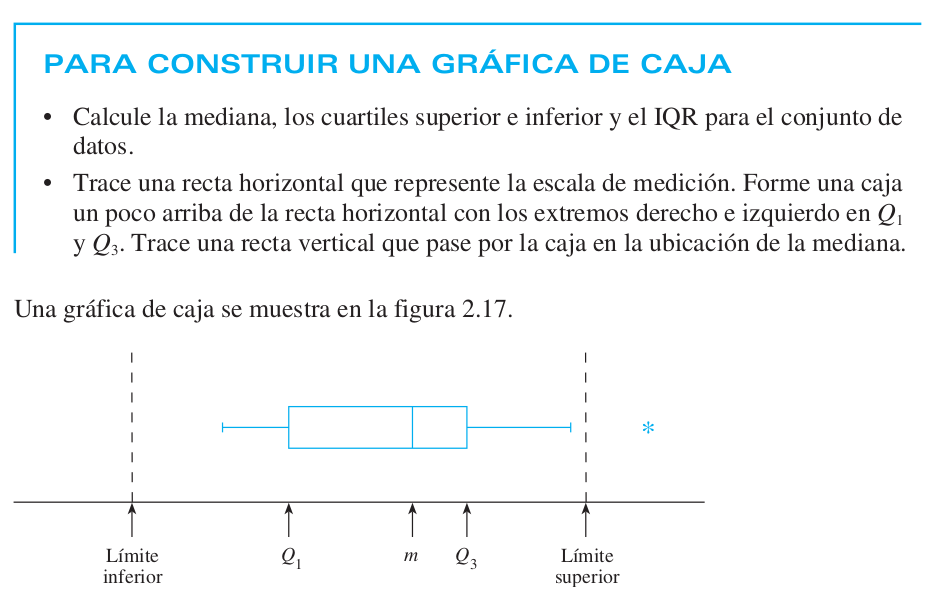 PARA CONSTRUIR UNA GRÁFICA DE CAJA
• Calcule la mediana, los cuartiles superior e inferior y el IQR para el conjunto de
datos.
• Trace una recta horizontal que represente la escala de medición. Forme una caja
un poco arriba de la recta horizontal con los extremos derecho e izquierdo en Q₁
y Q₃. Trace una recta vertical que pase por la caja en la ubicación de la mediana.
Una gráfica de caja se muestra en la figura 2.17.
*
Límite
inferior
Q₁
m
Q₃
Límite
superior